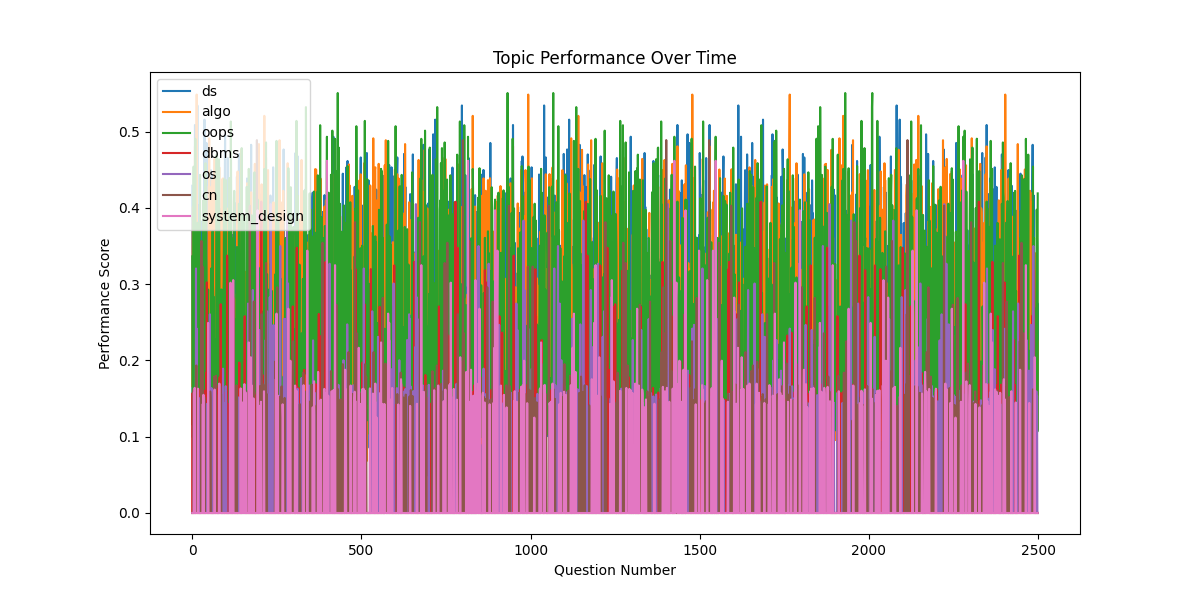 Topic Performance Over Time
ds
algo
oops
dbms
os
cn
system_design
Performance Score
0.5
0.4
0.3
0.2
0.1
0.0
0
500
1000
1500
2000
2500
Question Number